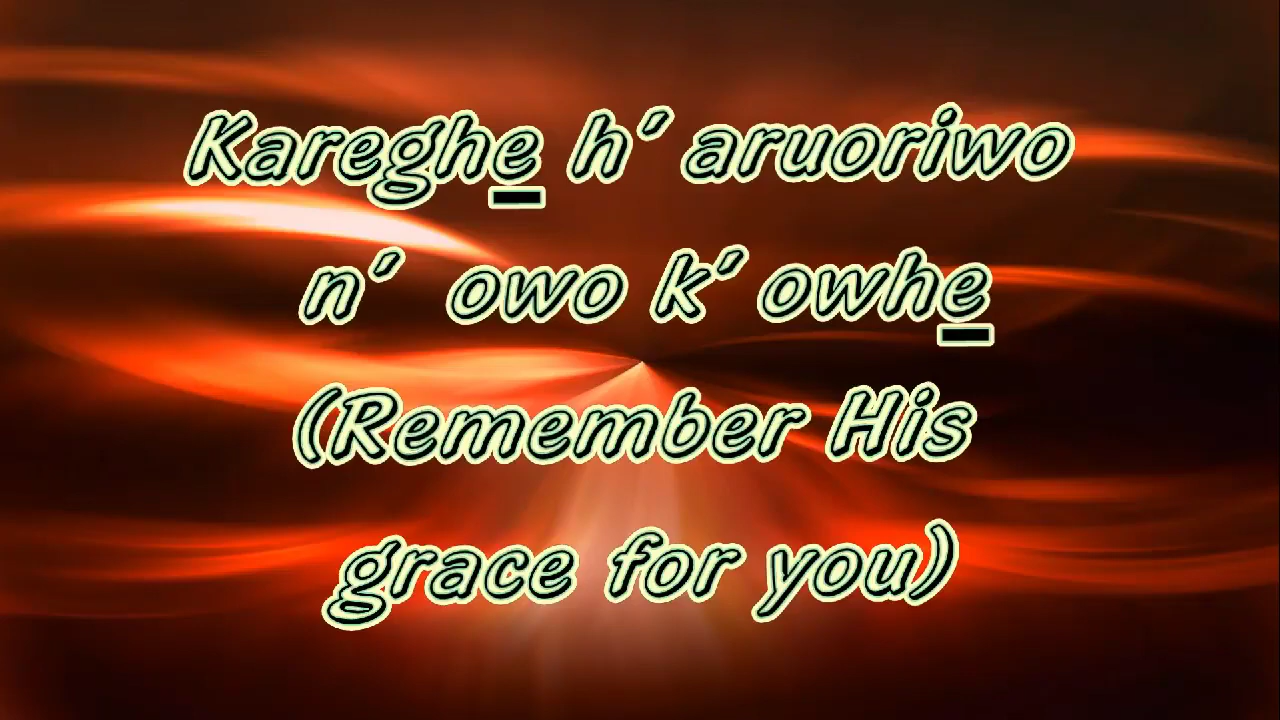 Kareghe̱ h' aruoriwo
n' owo k' owhe̱
(Remember His
grace for you)